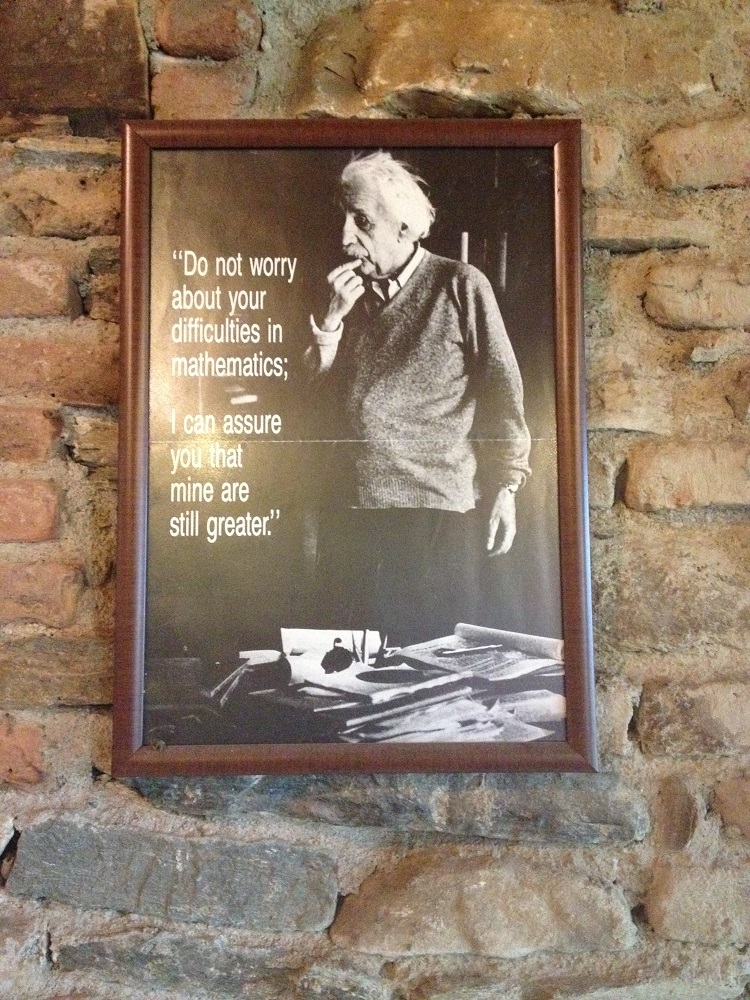 “Do not worry
about your
difficulties in
mathematics;
I can assure
you that
mine are
still greater.”